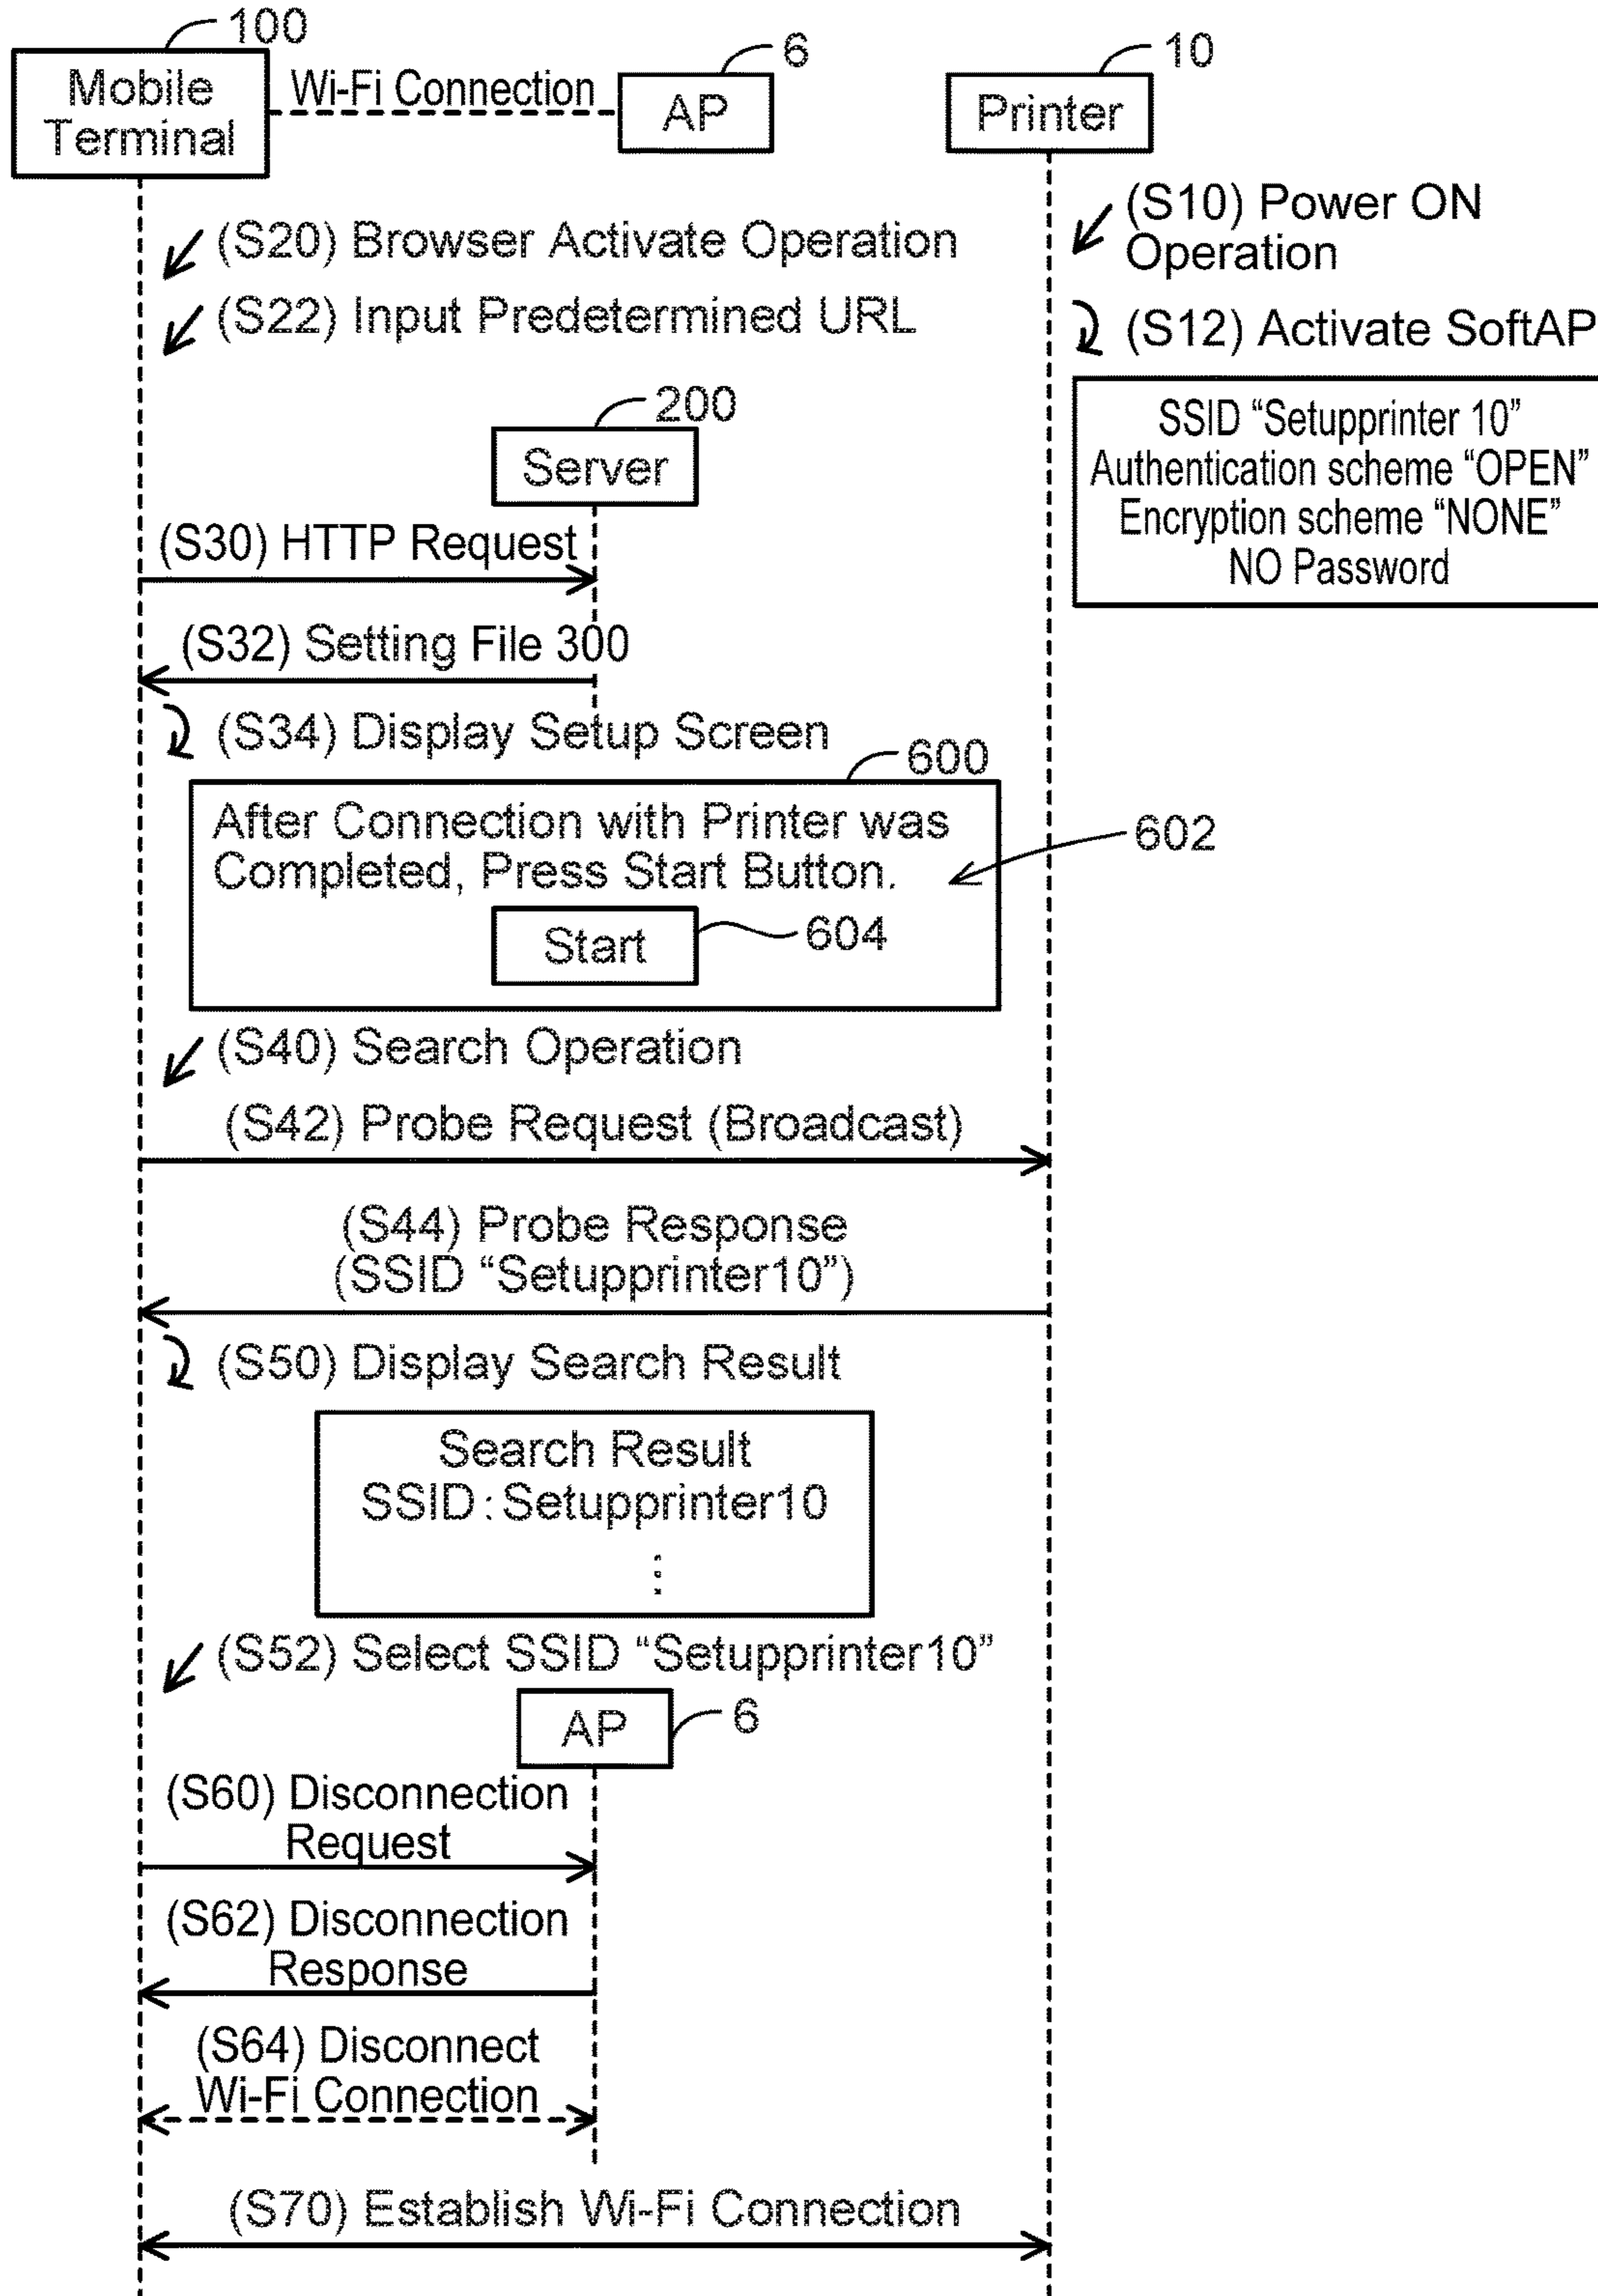 100
Mobile
Terminal
Wi-Fi Connection
6
AP
10
Printer
(S10) Power ON
Operation
(S20) Browser Activate Operation
(S22) Input Predetermined URL
(S12) Activate SoftAP
SSID “Setupprinter 10”
Authentication scheme “OPEN”
Encryption scheme “NONE”
NO Password
200
Server
(S30) HTTP Request
(S32) Setting File 300
(S34) Display Setup Screen
600
After Connection with Printer was
Completed, Press Start Button.
602
Start
604
(S40) Search Operation
(S42) Probe Request (Broadcast)
(S44) Probe Response
(SSID “Setupprinter10”)
(S50) Display Search Result
Search Result
SSID : Setupprinter10
⋮
(S52) Select SSID “Setupprinter10”
AP
6
(S60) Disconnection
Request
(S62) Disconnection
Response
(S64) Disconnect
Wi-Fi Connection
(S70) Establish Wi-Fi Connection